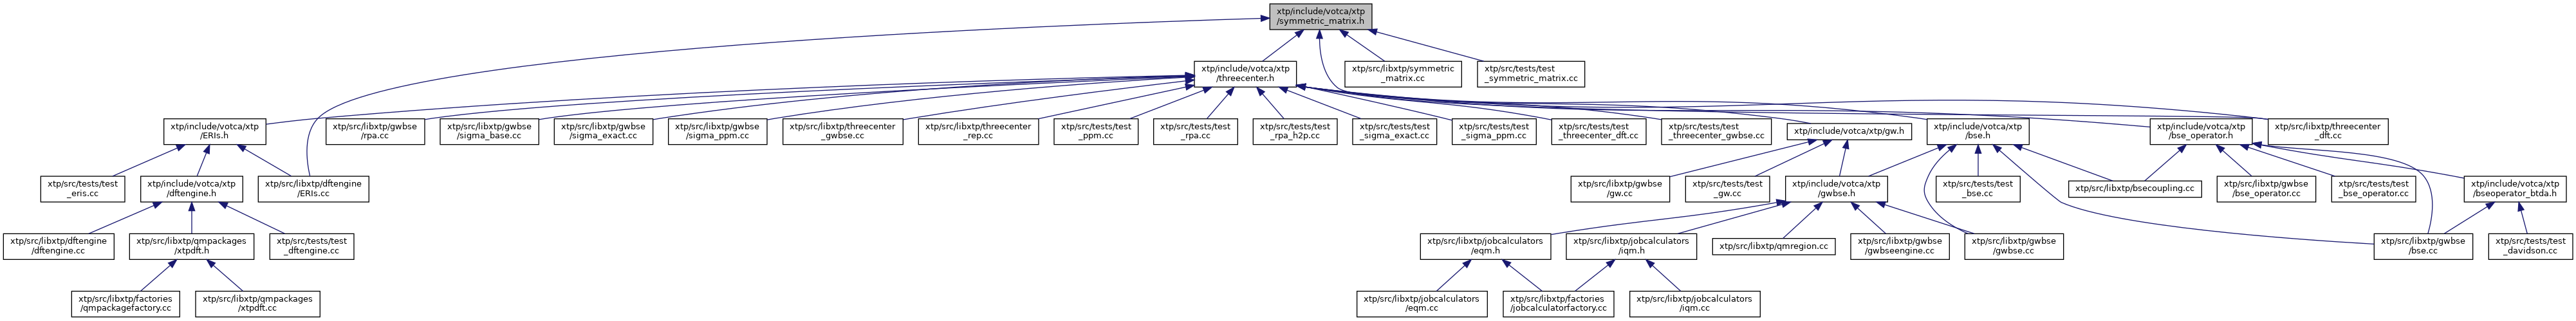 xtp/include/votca/xtp
/symmetric_matrix.h
xtp/include/votca/xtp
/threecenter.h
xtp/src/libxtp/symmetric
_matrix.cc
xtp/src/tests/test
_symmetric_matrix.cc
xtp/include/votca/xtp
/ERIs.h
xtp/src/libxtp/gwbse
/rpa.cc
xtp/src/libxtp/gwbse
/sigma_base.cc
xtp/src/libxtp/gwbse
/sigma_exact.cc
xtp/src/libxtp/gwbse
/sigma_ppm.cc
xtp/src/libxtp/threecenter
_gwbse.cc
xtp/src/libxtp/threecenter
_rep.cc
xtp/src/tests/test
_ppm.cc
xtp/src/tests/test
_rpa.cc
xtp/src/tests/test
_rpa_h2p.cc
xtp/src/tests/test
_sigma_exact.cc
xtp/src/tests/test
_sigma_ppm.cc
xtp/src/tests/test
_threecenter_dft.cc
xtp/src/tests/test
_threecenter_gwbse.cc
xtp/include/votca/xtp/gw.h
xtp/include/votca/xtp
/bse.h
xtp/include/votca/xtp
/bse_operator.h
xtp/src/libxtp/threecenter
_dft.cc
xtp/src/tests/test
_eris.cc
xtp/include/votca/xtp
/dftengine.h
xtp/src/libxtp/dftengine
/ERIs.cc
xtp/src/libxtp/gwbse
/gw.cc
xtp/src/tests/test
_gw.cc
xtp/include/votca/xtp
/gwbse.h
xtp/src/tests/test
_bse.cc
xtp/src/libxtp/bsecoupling.cc
xtp/src/libxtp/gwbse
/bse_operator.cc
xtp/src/tests/test
_bse_operator.cc
xtp/include/votca/xtp
/bseoperator_btda.h
xtp/src/libxtp/dftengine
/dftengine.cc
xtp/src/libxtp/qmpackages
/xtpdft.h
xtp/src/tests/test
_dftengine.cc
xtp/src/libxtp/jobcalculators
/eqm.h
xtp/src/libxtp/jobcalculators
/iqm.h
xtp/src/libxtp/qmregion.cc
xtp/src/libxtp/gwbse
/gwbseengine.cc
xtp/src/libxtp/gwbse
/gwbse.cc
xtp/src/libxtp/gwbse
/bse.cc
xtp/src/tests/test
_davidson.cc
xtp/src/libxtp/factories
/qmpackagefactory.cc
xtp/src/libxtp/qmpackages
/xtpdft.cc
xtp/src/libxtp/jobcalculators
/eqm.cc
xtp/src/libxtp/factories
/jobcalculatorfactory.cc
xtp/src/libxtp/jobcalculators
/iqm.cc